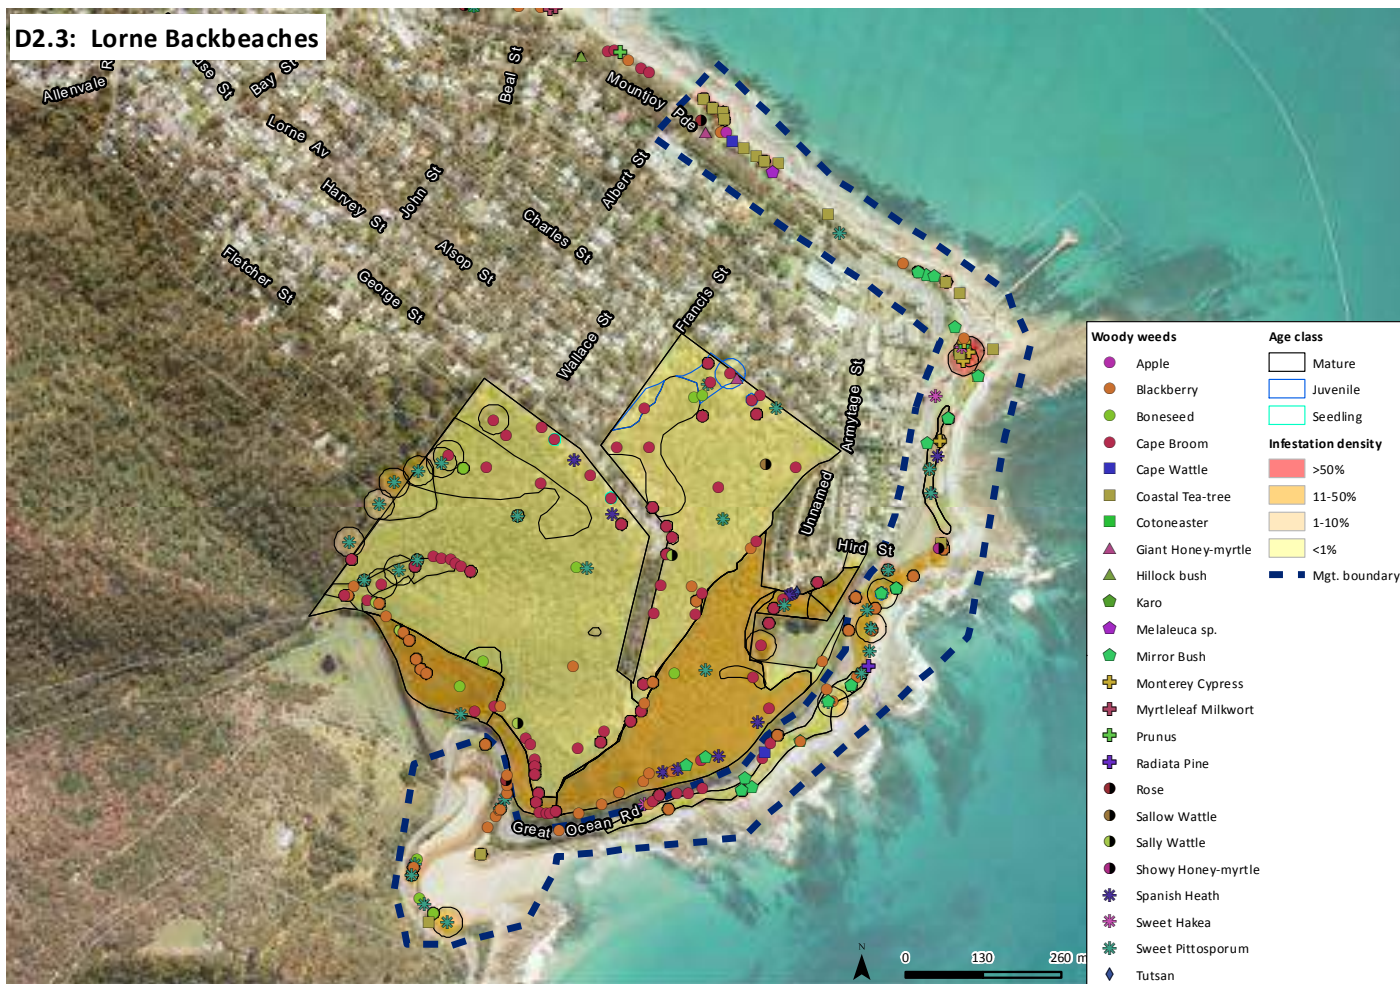 D2.3: Lorne Backbeaches
Allenvale R
use St
Bay St
Beal St
Mountjoy Pde
Lorne Av
Harvey St
John St
Albert St
Charles St
Alsop St
Fletcher St
George St
Francis St
Wallace St
Armytage St
Unnamed
Hird St
Great Ocean Rd
Woody weeds
Apple
Blackberry
Boneseed
Cape Broom
Cape Wattle
Coastal Tea-tree
Cotoneaster
Giant Honey-myrtle
Hillock bush
Karo
Melaleuca sp.
Mirror Bush
Monterey Cypress
Myrtleleaf Milkwort
Prunus
Radiata Pine
Rose
Sallow Wattle
Sally Wattle
Showy Honey-myrtle
Spanish Heath
Sweet Hakea
Sweet Pittosporum
Tutsan
Age class
Mature
Juvenile
Seedling
Infestation density
>50%
11-50%
1-10%
<1%
Mgt. boundary
N
0 130 260 m